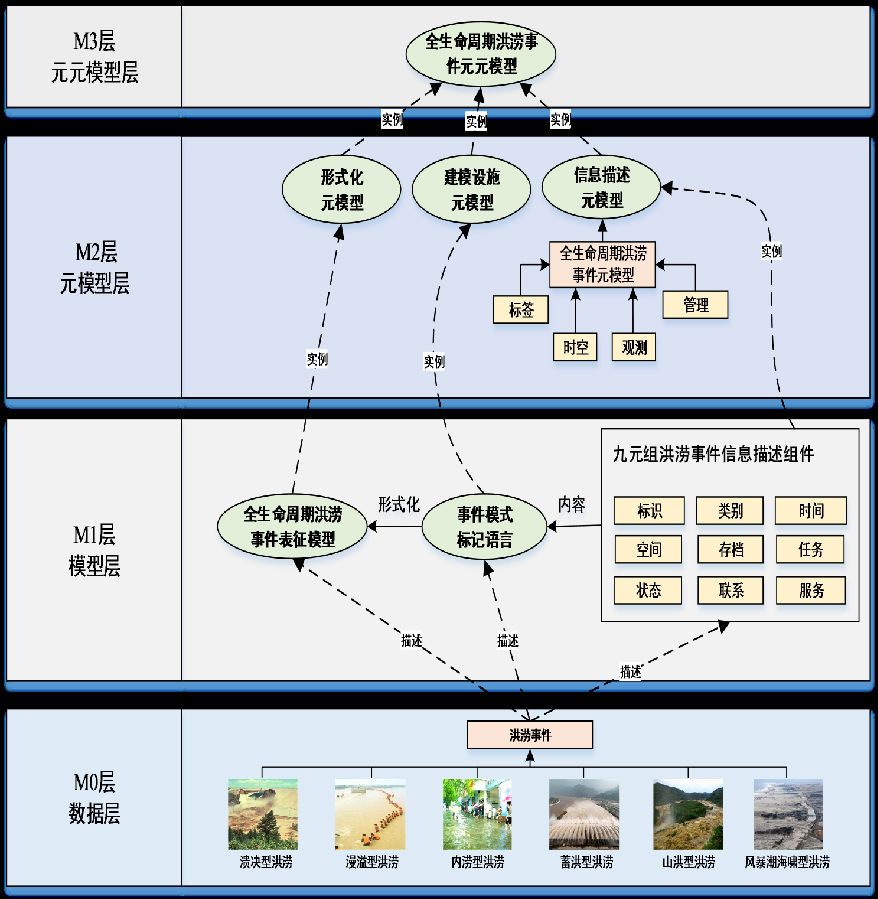 M3层
元元模型层
全生命周期洪涝事
件元元模型
实例
实例
实例
M2层
元模型层
形式化
元模型
建模设施
元模型
信息描述
元模型
实例
全生命周期洪涝
事件元模型
标签
管理
时空
观测
实例
实例
M1层
模型层
全生命周期洪涝
事件表征模型
形式化
事件模式
标记语言
内容
九元组洪涝事件信息描述组件
标识
类别
时间
空间
存档
任务
状态
联系
服务
描述
描述
描述
M0层
数据层
洪涝事件
溃决型洪涝
漫溢型洪涝
内涝型洪涝
蓄洪型洪涝
山洪型洪涝
风暴潮海啸型洪涝